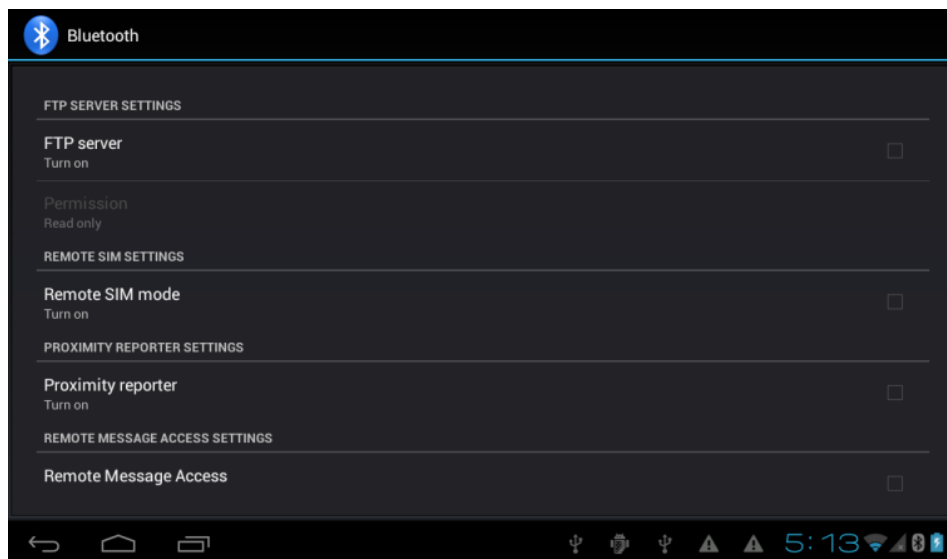 Bluetooth
FTP SERVER SETTINGS
FTP server
Turn on
Permission
Read only
REMOTE SIM SETTINGS
Remote SIM mode
Turn on
PROXIMITY REPORTER SETTINGS
Proximity reporter
Turn on
REMOTE MESSAGE ACCESS SETTINGS
Remote Message Access
5:13